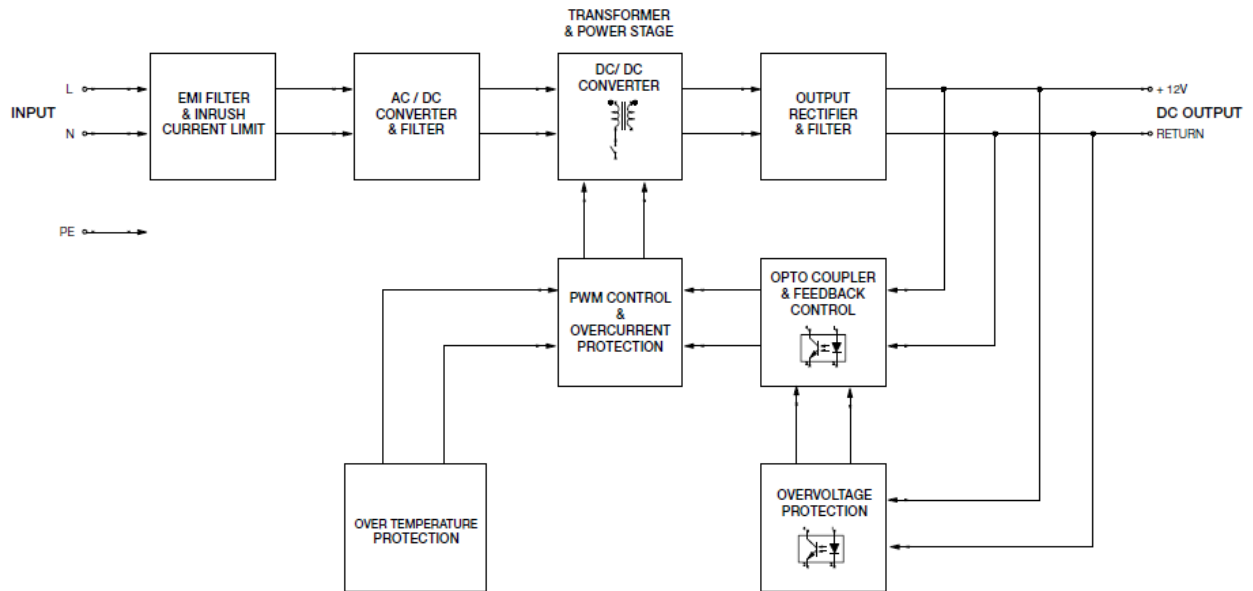 TRANSFORMER
& POWER STAGE
INPUT
L
N
PE
EMI FILTER
& INRUSH
CURRENT LIMIT
AC / DC
CONVERTER
& FILTER
DC/ DC
CONVERTER
OUTPUT
RECTIFIER
& FILTER
+ 12V
DC OUTPUT
RETURN
PWM CONTROL
&
OVERCURRENT
PROTECTION
OPTO COUPLER
& FEEDBACK
CONTROL
OVER TEMPERATURE
PROTECTION
OVERVOLTAGE
PROTECTION